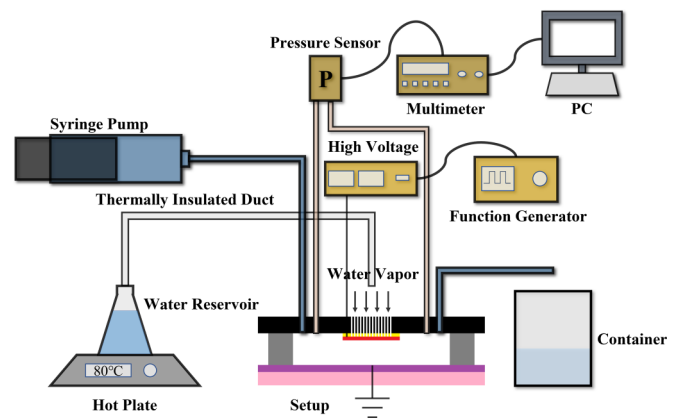 Pressure Sensor
P
Multimeter
PC
Syringe Pump
High Voltage
Thermally Insulated Duct
Function Generator
Water Vapor
Water Reservoir
Container
80℃
Hot Plate
Setup